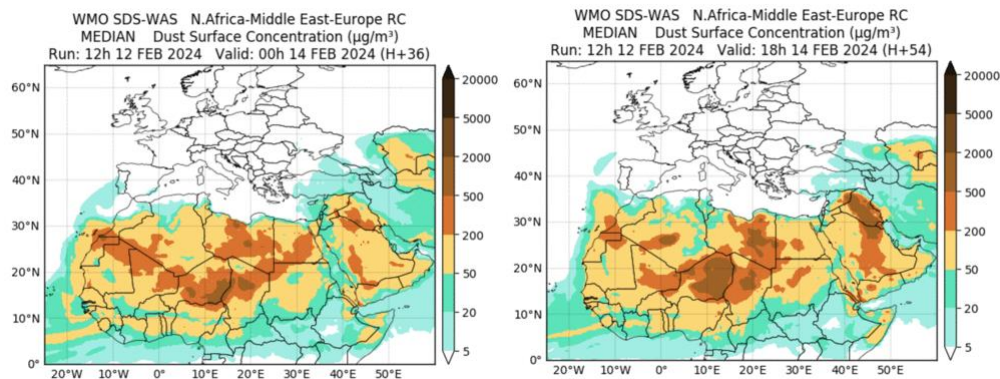 WMO SDS-WAS N.Africa-Middle East-Europe RC
MEDIAN Dust Surface Concentration (µg/m³)
Run: 12h 12 FEB 2024 Valid: 00h 14 FEB 2024 (H+36)
60°N
50°N
40°N
30°N
20°N
10°N
0°
20°W
10°W
0°
10°E
20°E
30°E
40°E
50°E
20000
5000
2000
500
200
50
20
5
WMO SDS-WAS N.Africa-Middle East-Europe RC
MEDIAN Dust Surface Concentration (µg/m³)
Run: 12h 12 FEB 2024 Valid: 18h 14 FEB 2024 (H+54)
60°N
50°N
40°N
30°N
20°N
10°N
0°
20°W
10°W
0°
10°E
20°E
30°E
40°E
50°E
20000
5000
2000
500
200
50
20
5